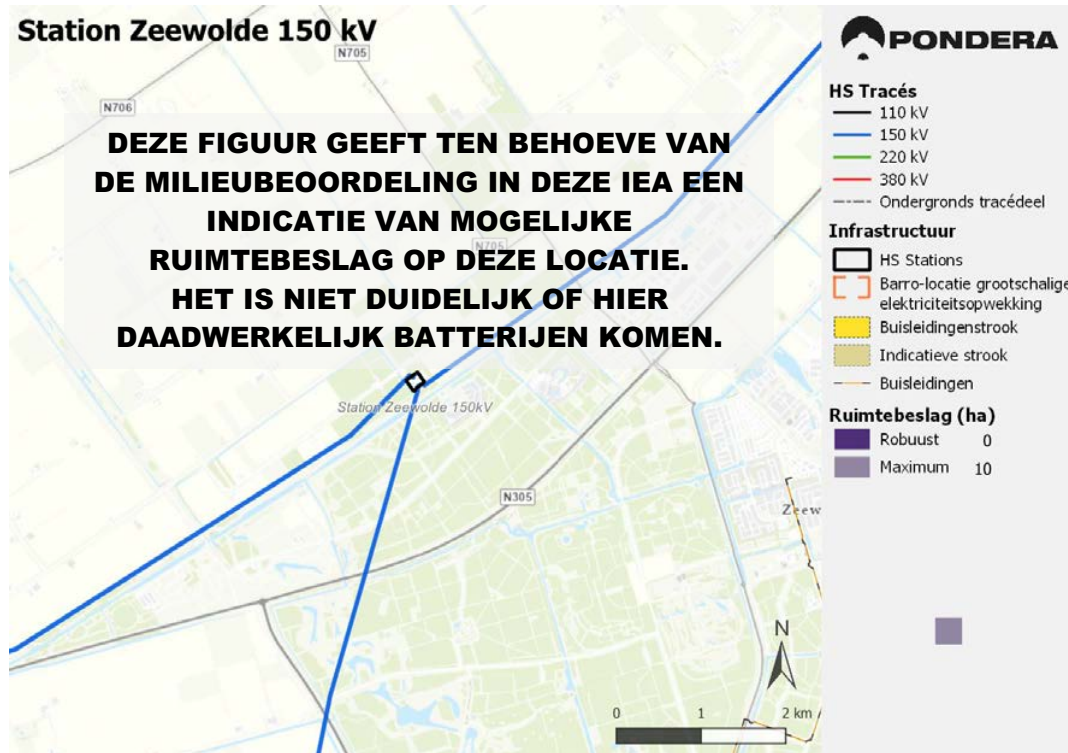 Station Zeewolde 150 kV
N705
N706
DEZE FIGUUR GEEFT TEN BEHOEVE VAN
DE MILIEUBEOORDELING IN DEZE IEA EEN
INDICATIE VAN MOGELIJKE
RUIMTEBESLAG OP DEZE LOCATIE.
HET IS NIET DUIDELIJK OF HIER
DAADWERKELIJK BATTERIJEN KOMEN.
N705
Station Zeewolde 150kV
N305
Zeew
N
0 1 2 km
PONDERA
HS Tracés
110 kV
150 kV
220 kV
380 kV
Ondergronds tracédeel
Infrastructuur
HS Stations
Barro-locatie grootschalige
elektriciteitsopwekking
Buisleidingenstrook
Indicatieve strook
Buisleidingen
Ruimtebeslag (ha)
Robuust 0
Maximum 10